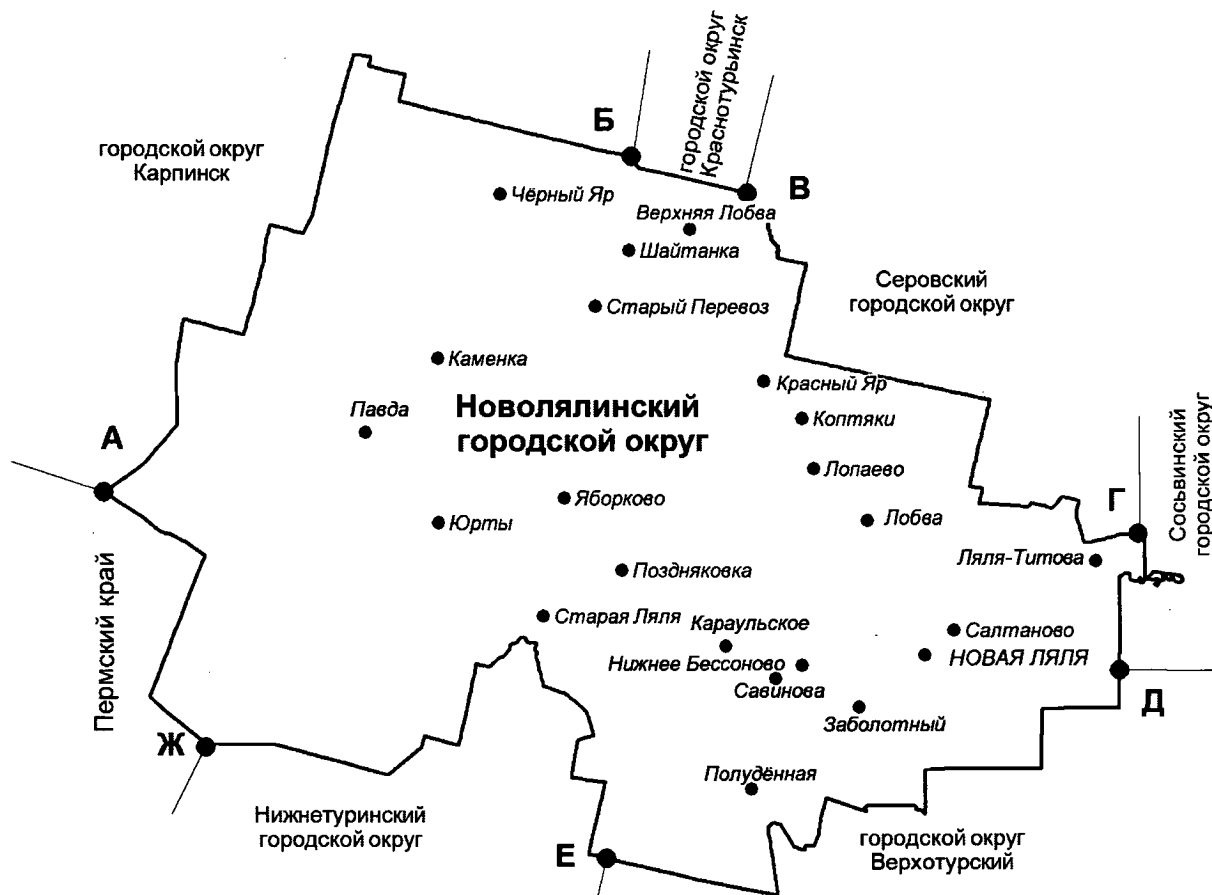 городской округ
Краснотурьинск
Б
городской округ
Карпинск
В
Чёрный Яр
Верхняя Лобва
Шайтанка
Серовский
городской округ
Старый Перевоз
Каменка
Красный Яр
Павда
Новолялинский
городской округ
Коптяки
А
Лопаево
Сосьвинский
городской округ
Яборково
Г
Юрты
Лобва
Ляля-Титова
Поздняковка
Пермский край
Старая Ляля
Караульское
Салтаново
Нижнее Бессоново
НОВАЯ ЛЯЛЯ
Савинова
Д
Заболотный
Ж
Полудённая
Нижнетуринский
городской округ
Е
городской округ
Верхотурский